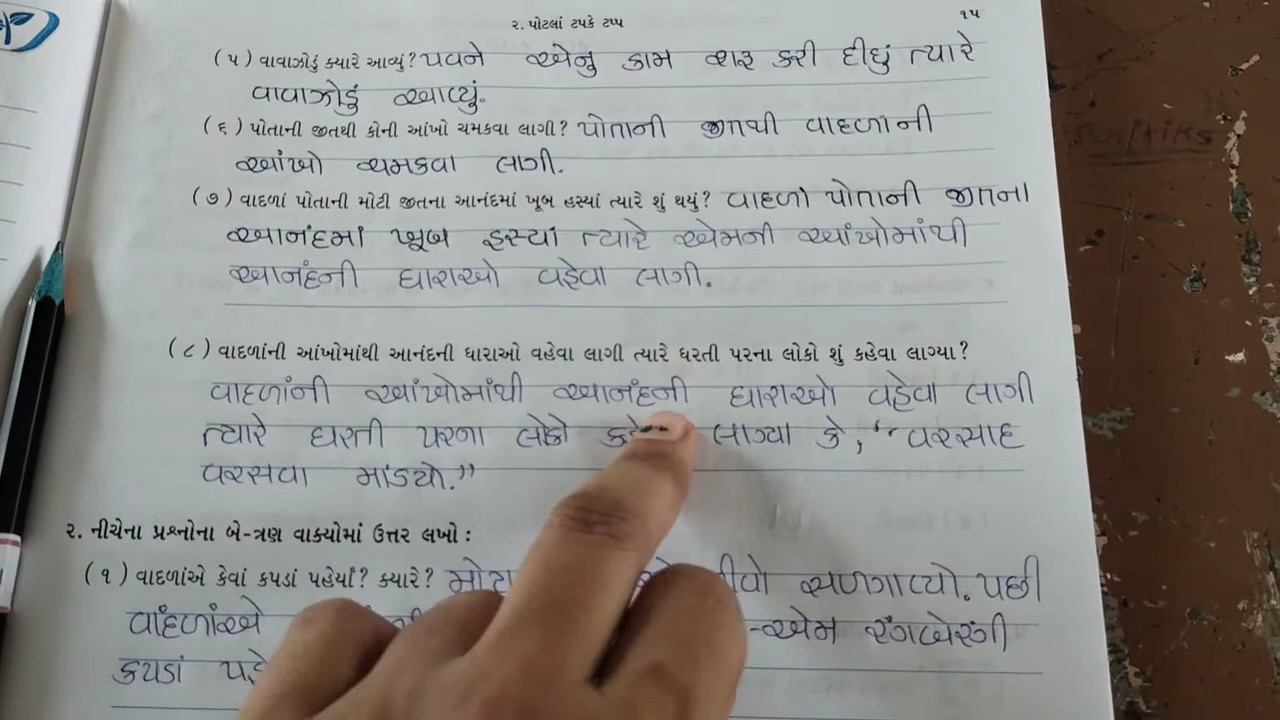 ૨. પોટલાં ટપકે ટપ્પ
૧૫
(૫) વાવાઝોડું ક્યારે આવ્યું? પવને એનુ કામ શરૂ કરી દીધું ત્યારે
વાવાઝોડું આવ્યું.
(૬) પોતાની જીતથી કોની આંખો ચમકવા લાગી? પોતાની જીતથી વાદળાની
આંખો ચમકવા લાગી.
(૭) વાદળાં પોતાની મોટી જીતના આનંદમાં ખૂબ હસ્યાં ત્યારે શું થયું? વાદળા પોતાની જીતના
આનંદમાં ખૂબ હસ્યાં ત્યારે એમની આંખોમાંથી
આનંદની ધારાઓ વહેવા લાગી.
(૮) વાદળાંની આંખોમાંથી આનંદની ધારાઓ વહેવા લાગી ત્યારે ધરતી પરના લોકો શું કહેવા લાગ્યા?
વાદળાંની આંખોમાંથી આનંદની ધારાઓ વહેવા લાગી
ત્યારે ધરતી પરના લોકો લાગ્યા કે, "વરસાદ
વરસવા માંડયો."
૨. નીચેના પ્રશ્નોના બે-ત્રણ વાક્યોમાં ઉત્તર લખો :
(૧) વાદળાંએ કેવાં કપડાં પહેર્યાં? ક્યારે? સળગાવ્યો. પછી
વાંદળાંએ -એમ રંગબેરંગી
કપડાં